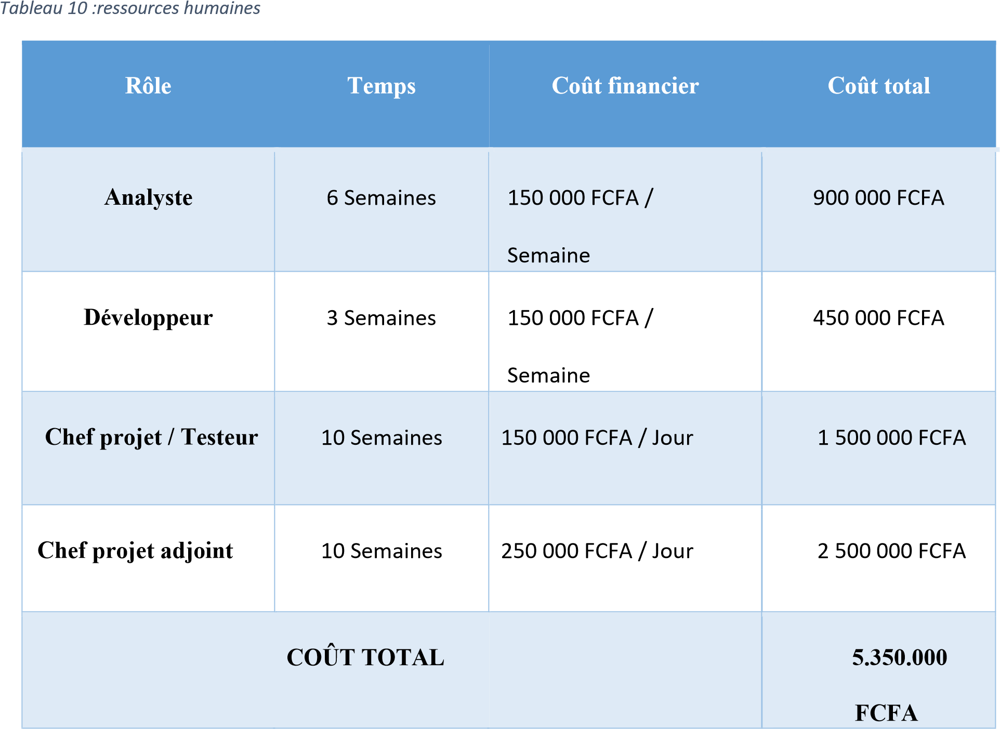 Tableau 10 :ressources humaines
Rôle Temps Coût financier Coût total
Analyste 6 Semaines 150 000 FCFA / 900 000 FCFA
Semaine
Développeur 3 Semaines 150 000 FCFA / 450 000 FCFA
Semaine
Chef projet / Testeur 10 Semaines 150 000 FCFA / Jour 1 500 000 FCFA
Chef projet adjoint 10 Semaines 250 000 FCFA / Jour 2 500 000 FCFA
COÛT TOTAL 5.350.000
FCFA